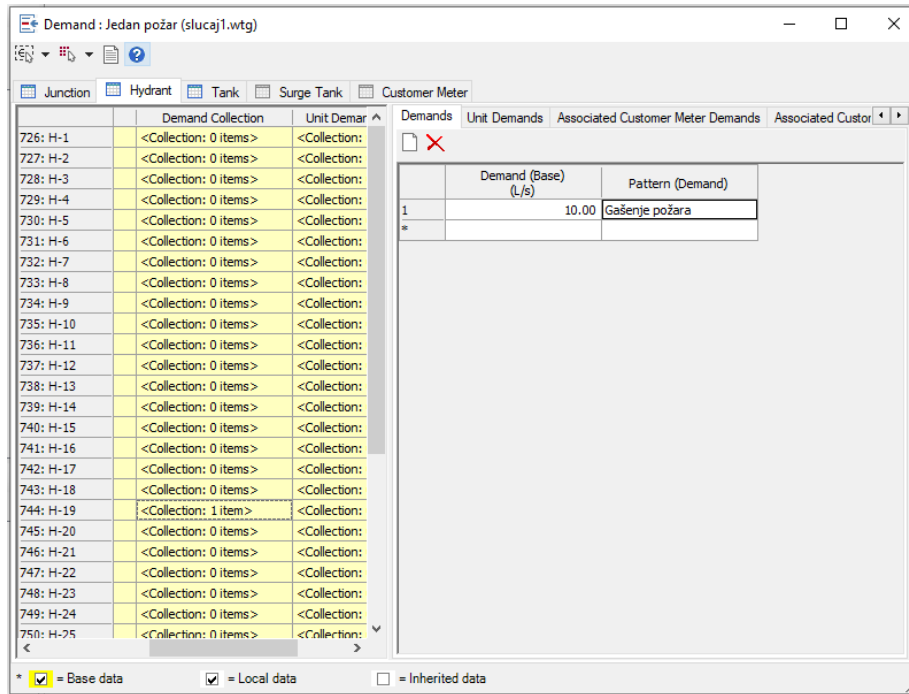 Demand : Jedan požar (slucaj1.wtg)
Junction Hydrant Tank Surge Tank Customer Meter
Demand Collection Unit Demar
726: H-1 <Collection: 0 items> <Collection:
727: H-2 <Collection: 0 items> <Collection:
728: H-3 <Collection: 0 items> <Collection:
729: H-4 <Collection: 0 items> <Collection:
730: H-5 <Collection: 0 items> <Collection:
731: H-6 <Collection: 0 items> <Collection:
732: H-7 <Collection: 0 items> <Collection:
733: H-8 <Collection: 0 items> <Collection:
734: H-9 <Collection: 0 items> <Collection:
735: H-10 <Collection: 0 items> <Collection:
736: H-11 <Collection: 0 items> <Collection:
737: H-12 <Collection: 0 items> <Collection:
738: H-13 <Collection: 0 items> <Collection:
739: H-14 <Collection: 0 items> <Collection:
740: H-15 <Collection: 0 items> <Collection:
741: H-16 <Collection: 0 items> <Collection:
742: H-17 <Collection: 0 items> <Collection:
743: H-18 <Collection: 0 items> <Collection:
744: H-19 <Collection: 1 item> <Collection:
745: H-20 <Collection: 0 items> <Collection:
746: H-21 <Collection: 0 items> <Collection:
747: H-22 <Collection: 0 items> <Collection:
748: H-23 <Collection: 0 items> <Collection:
749: H-24 <Collection: 0 items> <Collection:
750: H-25 <Collection: 0 items> <Collection:
Demands Unit Demands Associated Customer Meter Demands Associated Custor
Demand (Base)
(L/s)
Pattern (Demand)
1 10.00 Gašenje požara
*
* = Base data = Local data = Inherited data